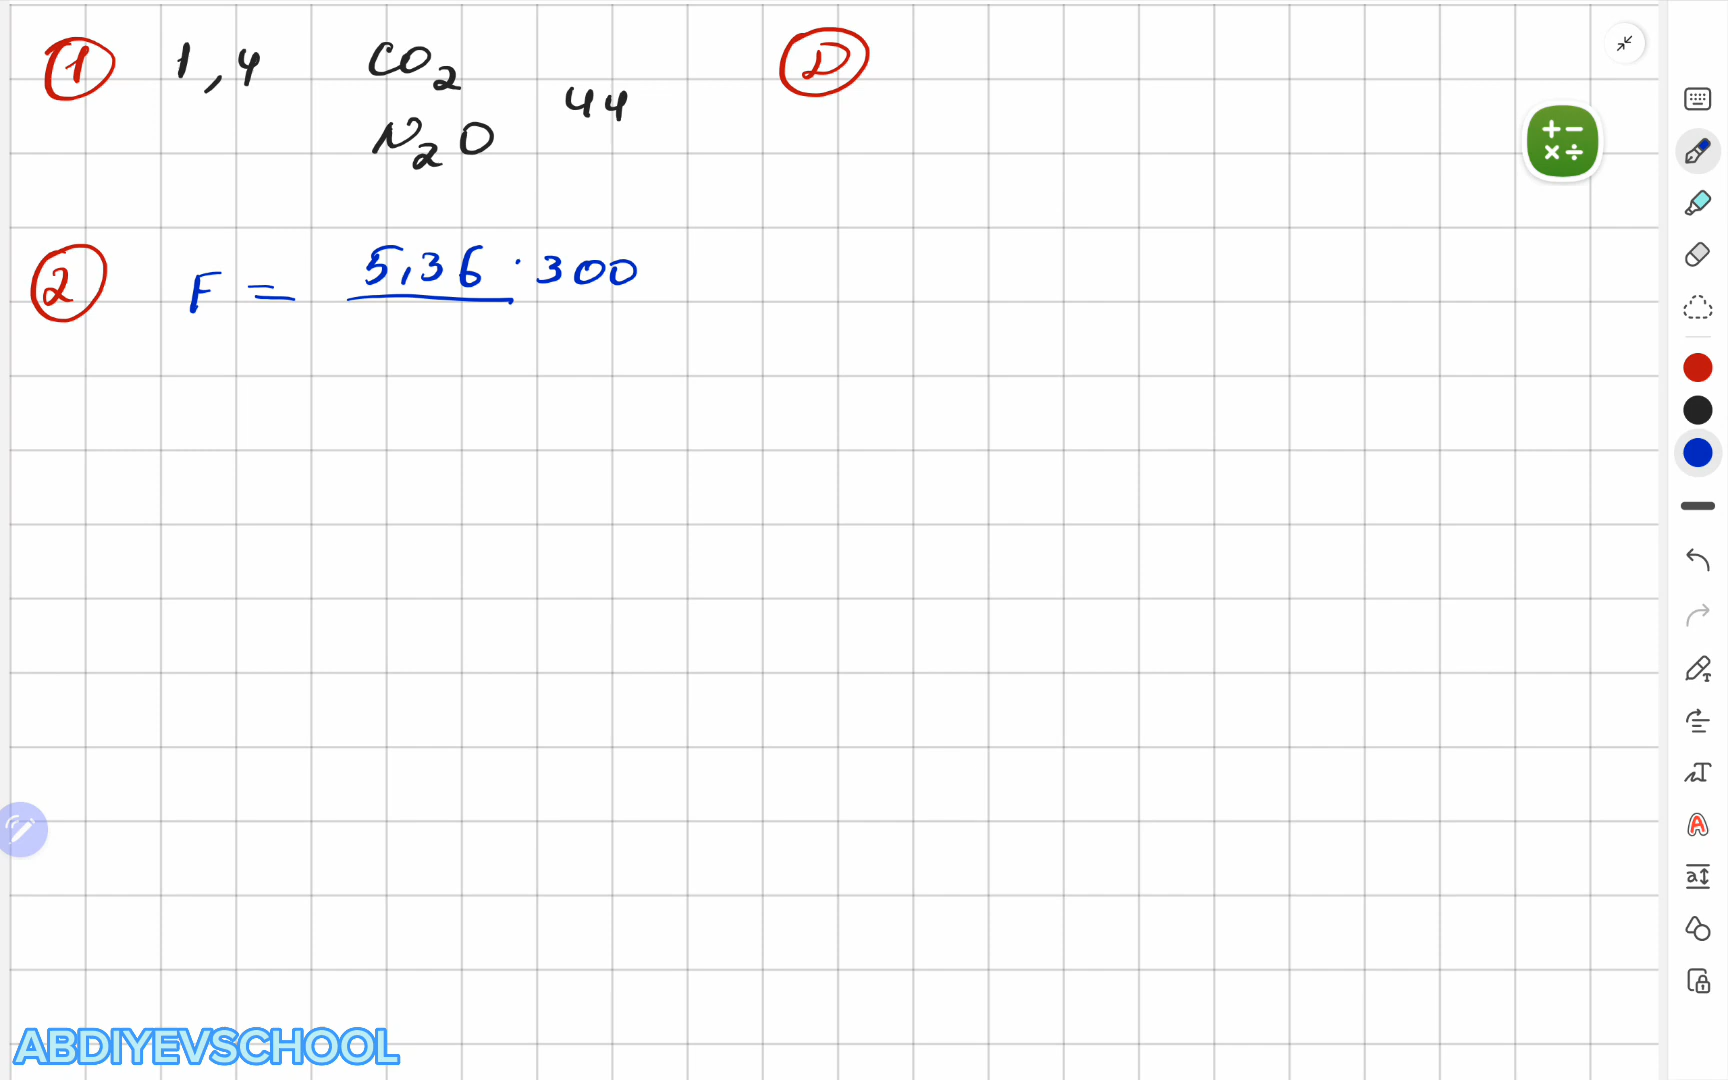 ① 1,4 CO₂ Ⓓ
N₂O 44
② F = 5,36 · 300
ABDIYEVSCHOOL